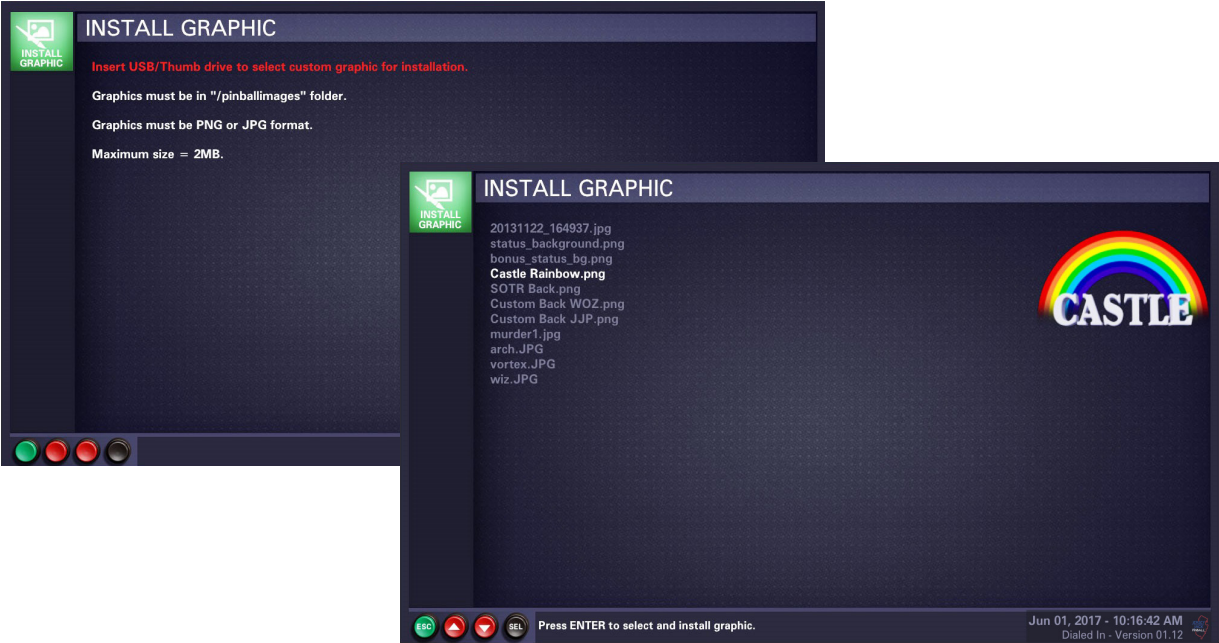 INSTALL GRAPHIC
INSTALL
GRAPHIC
Insert USB/Thumb drive to select custom graphic for installation.
Graphics must be in "/pinballimages" folder.
Graphics must be PNG or JPG format.
Maximum size = 2MB.
INSTALL GRAPHIC
INSTALL
GRAPHIC
20131122_164937.jpg
status_background.png
bonus_status_bg.png
Castle Rainbow.png
SOTR Back.png
Custom Back WOZ.png
Custom Back JJP.png
murder1.jpg
arch.JPG
vortex.JPG
wiz.JPG
CASTLE
ESC
SEL
Press ENTER to select and install graphic.
Jun 01, 2017 - 10:16:42 AM
Dialed In - Version 01.12